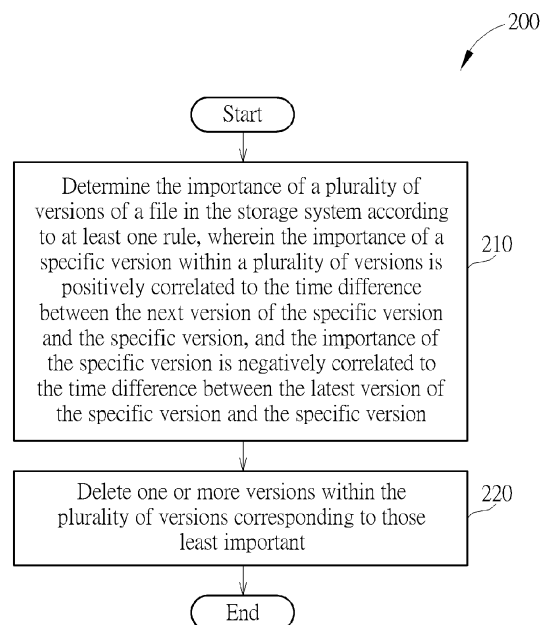 200
Start
Determine the importance of a plurality of
versions of a file in the storage system according
to at least one rule, wherein the importance of a
specific version within a plurality of versions is
positively correlated to the time difference
between the next version of the specific version
and the specific version, and the importance of
the specific version is negatively correlated to
the time difference between the latest version of
the specific version and the specific version
210
Delete one or more versions within the
plurality of versions corresponding to those
least important
220
End